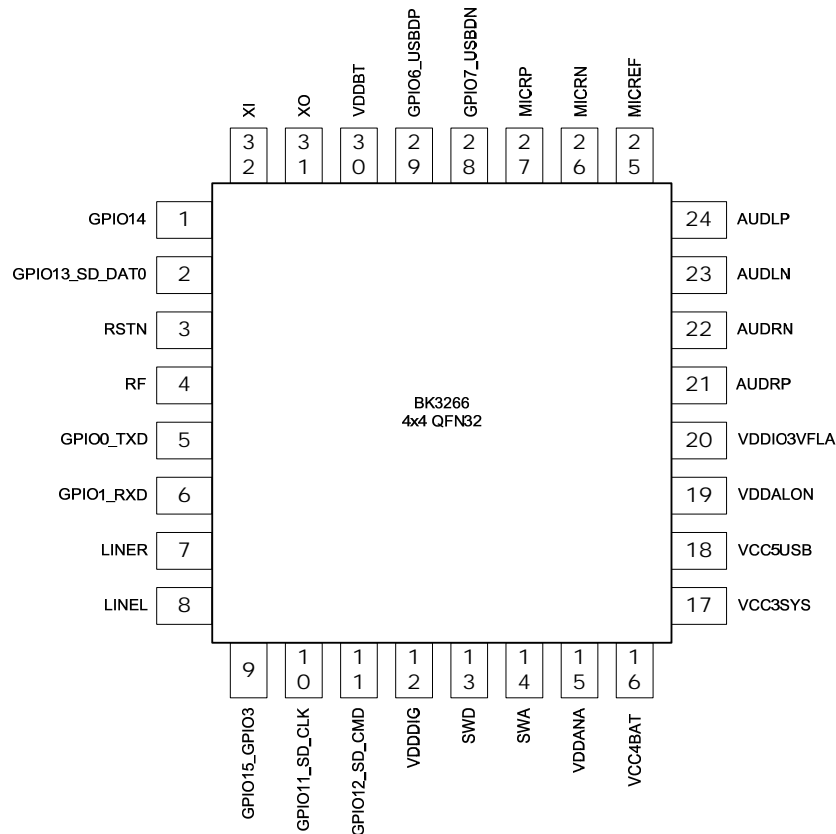 XI
XO
VDDBT
GPIO6_USBDP
GPIO7_USBDN
MICRP
MICRN
MICREF
32
31
30
29
28
27
26
25
GPIO14 1
GPIO13_SD_DAT0 2
RSTN 3
RF 4
GPIO0_TXD 5
GPIO1_RXD 6
LINER 7
LINEL 8
BK3266
4x4 QFN32
24 AUDLP
23 AUDLN
22 AUDRN
21 AUDRP
20 VDDIO3VFLA
19 VDDALON
18 VCC5USB
17 VCC3SYS
9
10
11
12
13
14
15
16
GPIO15_GPIO3
GPIO11_SD_CLK
GPIO12_SD_CMD
VDDDIG
SWD
SWA
VDDANA
VCC4BAT